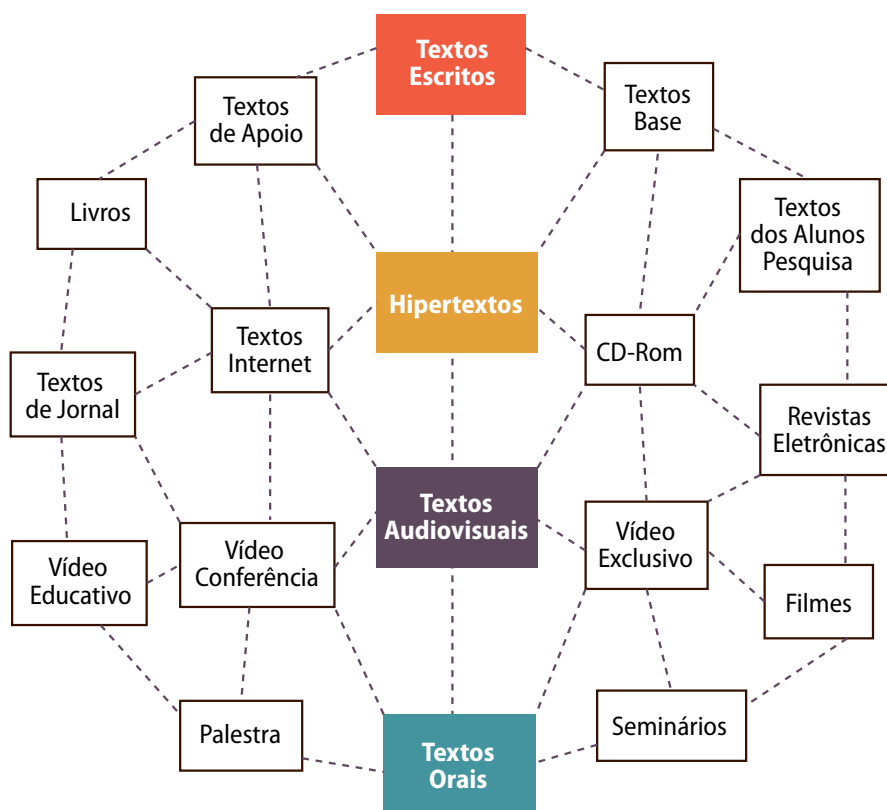 Textos
Escritos
Textos
de Apoio
Textos
Base
Livros
Textos
dos Alunos
Pesquisa
Hipertextos
Textos
Internet
CD-Rom
Textos
de Jornal
Revistas
Eletrônicas
Textos
Audiovisuais
Vídeo
Conferência
Vídeo
Exclusivo
Vídeo
Educativo
Filmes
Palestra
Seminários
Textos
Orais